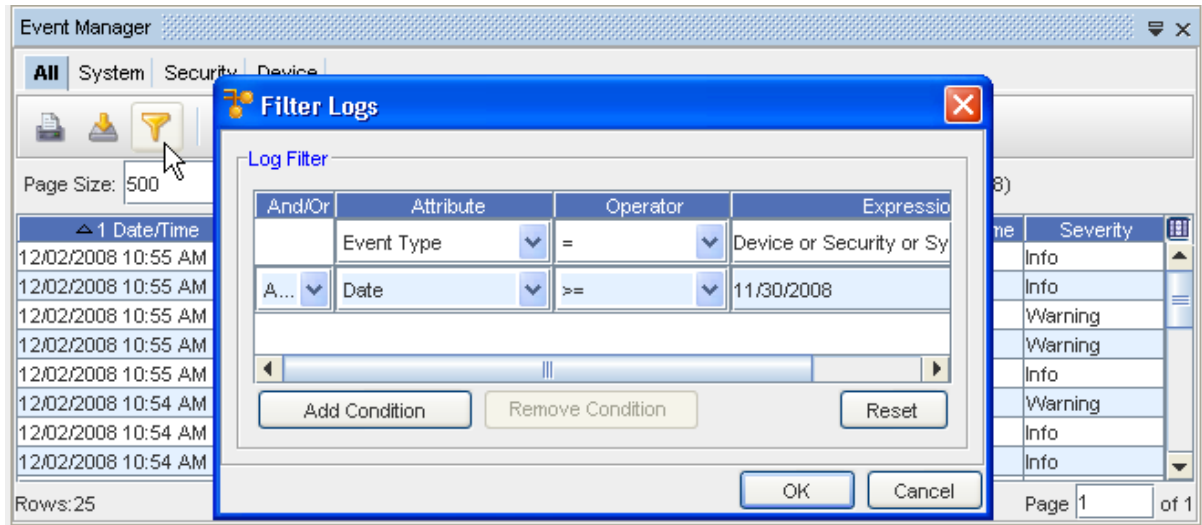 Event Manager
All System Security Device
Filter Logs
Log Filter
Page Size: 500
8)
And/Or Attribute Operator Expressio
1 Date/Time
me Severity
Event Type = Device or Security or Sy
12/02/2008 10:55 AM Info
A... Date >= 11/30/2008
12/02/2008 10:55 AM Info
12/02/2008 10:55 AM Warning
12/02/2008 10:55 AM Warning
12/02/2008 10:55 AM Info
12/02/2008 10:54 AM Warning
12/02/2008 10:54 AM Info
12/02/2008 10:54 AM Info
Add Condition Remove Condition Reset
OK Cancel
Rows:25 Page 1 of 1